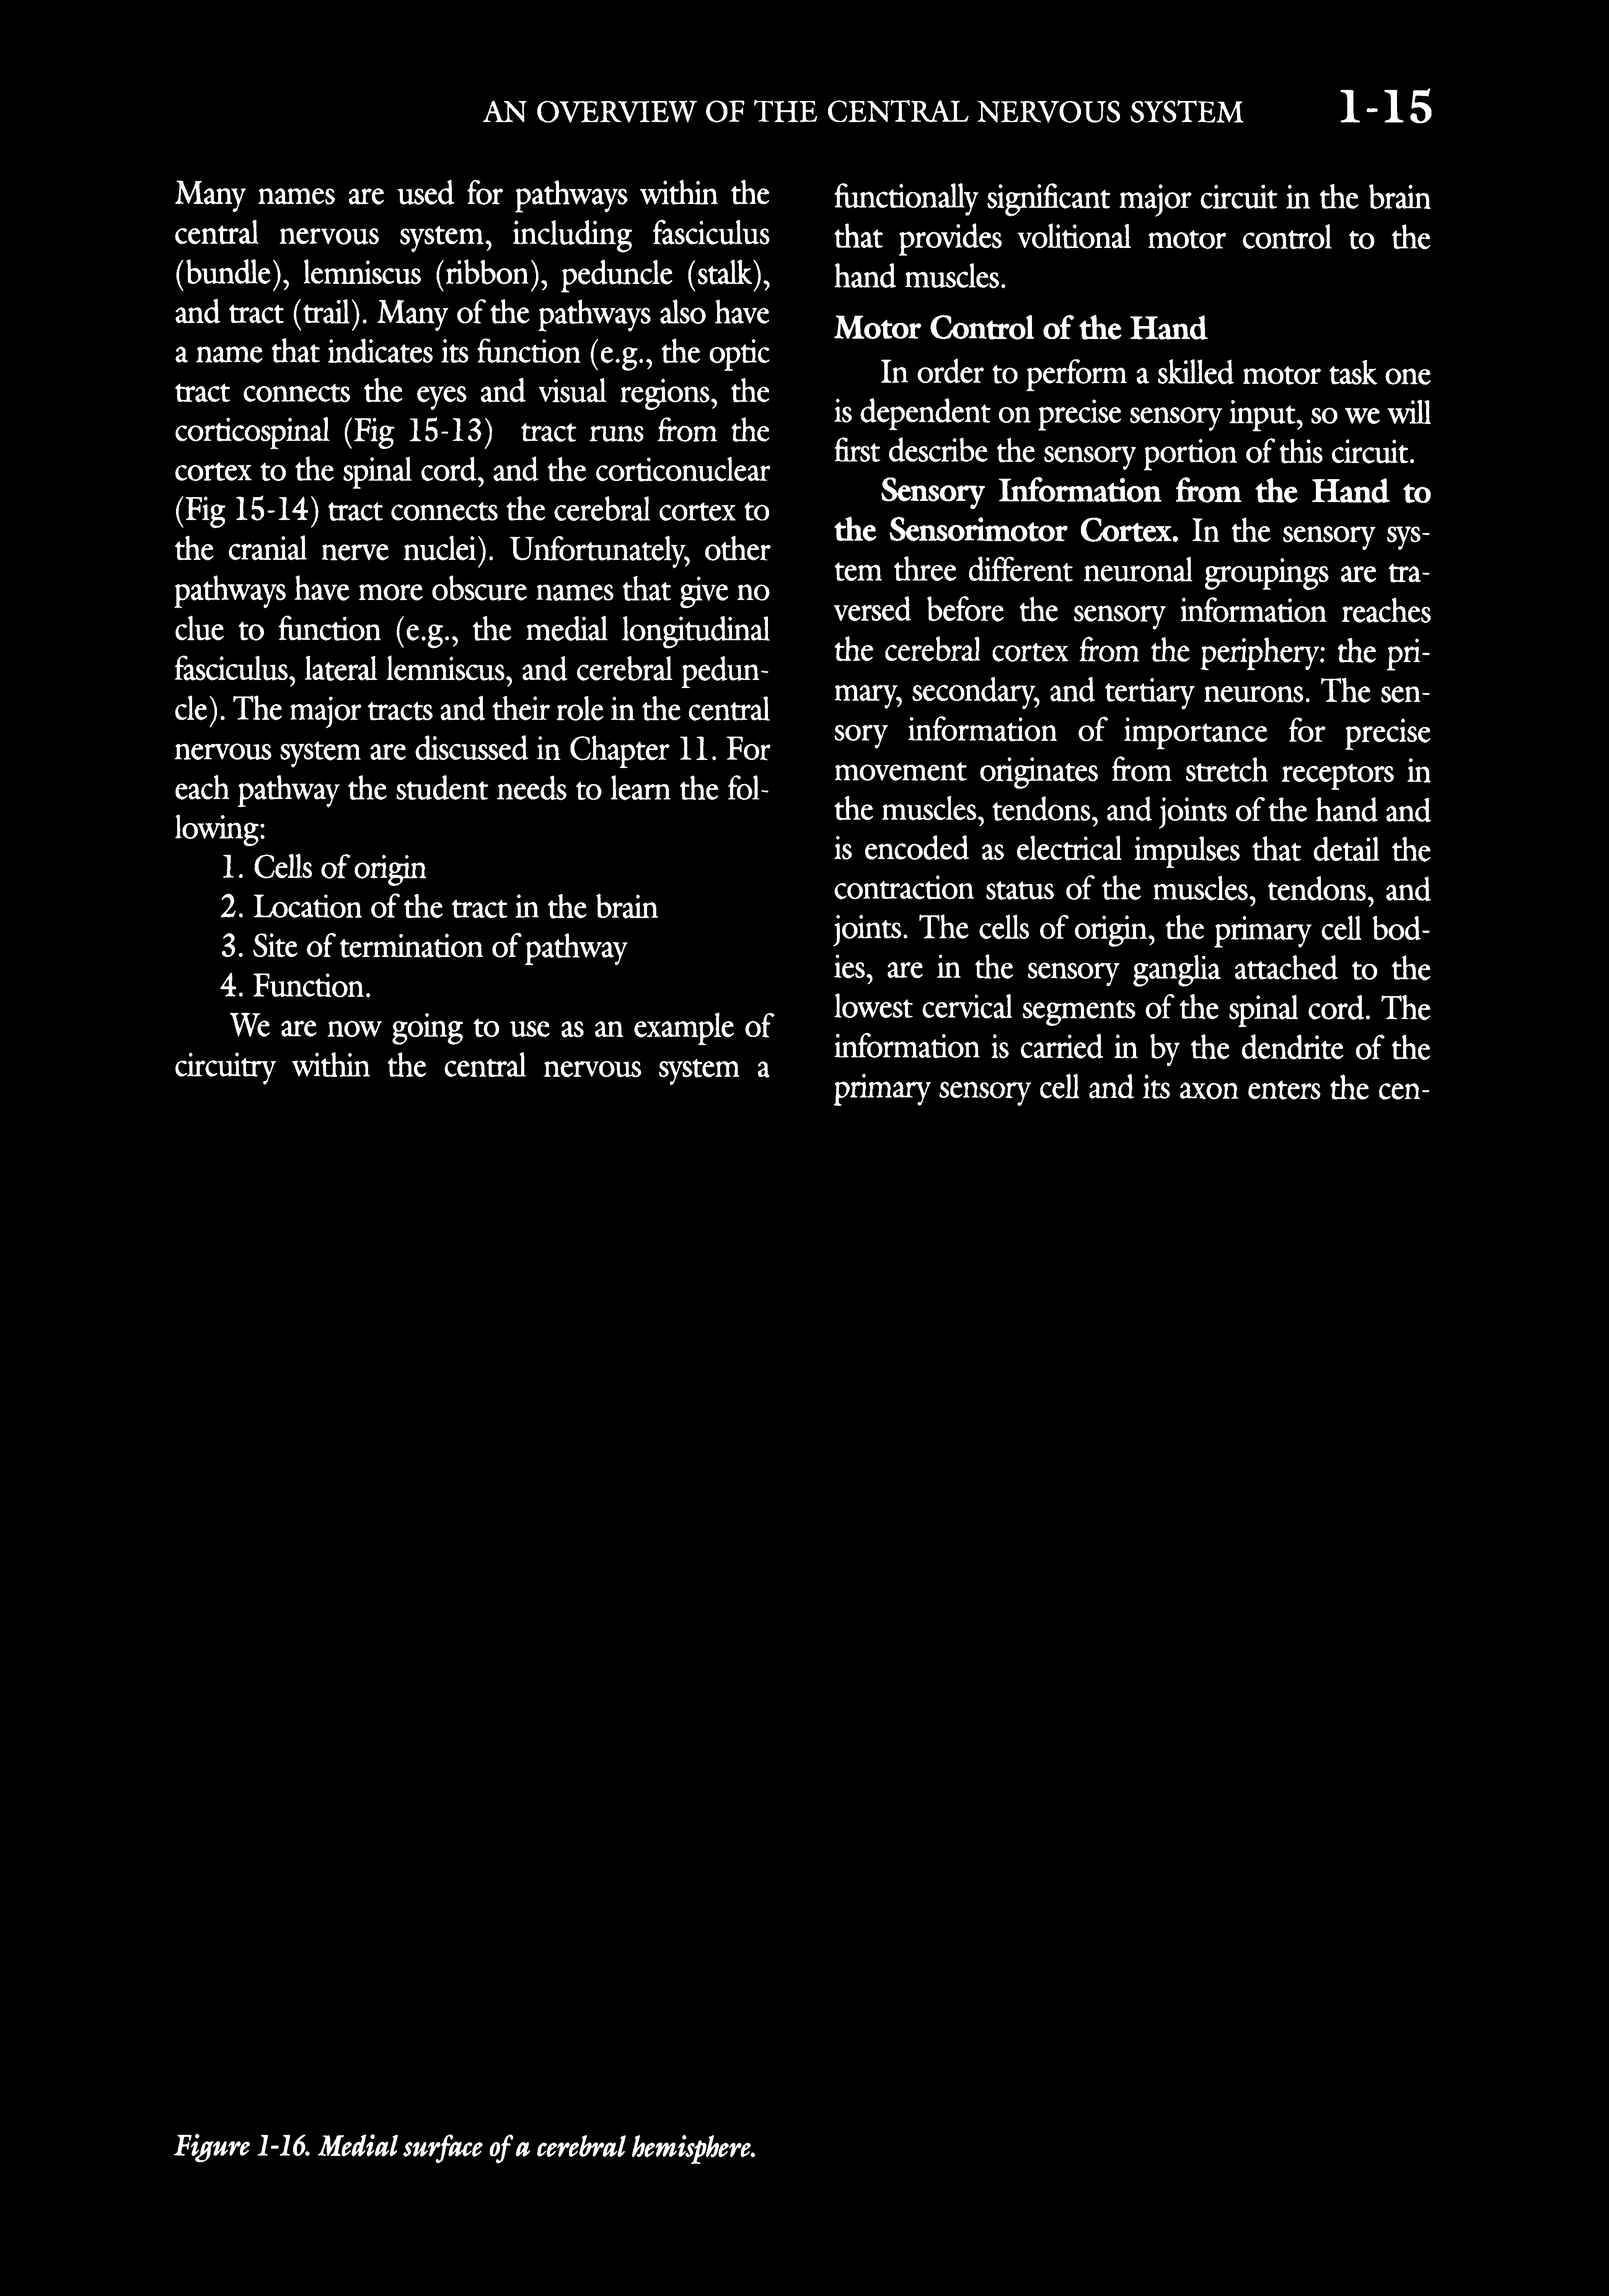 AN OVERVIEW OF THE CENTRAL NERVOUS SYSTEM 1-15
Many names are used for pathways within the
central nervous system, including fasciculus
(bundle), lemniscus (ribbon), peduncle (stalk),
and tract (trail). Many of the pathways also have
a name that indicates its function (e.g., the optic
tract connects the eyes and visual regions, the
corticospinal (Fig 15-13) tract runs from the
cortex to the spinal cord, and the corticonuclear
(Fig 15-14) tract connects the cerebral cortex to
the cranial nerve nuclei). Unfortunately, other
pathways have more obscure names that give no
clue to function (e.g., the medial longitudinal
fasciculus, lateral lemniscus, and cerebral pedun-
cle). The major tracts and their role in the central
nervous system are discussed in Chapter 11. For
each pathway the student needs to learn the fol-
lowing:
1. Cells of origin
2. Location of the tract in the brain
3. Site of termination of pathway
4. Function.
We are now going to use as an example of
circuitry within the central nervous system a
functionally significant major circuit in the brain
that provides volitional motor control to the
hand muscles.
Motor Control of the Hand
In order to perform a skilled motor task one
is dependent on precise sensory input, so we will
first describe the sensory portion of this circuit.
Sensory Information from the Hand to
the Sensorimotor Cortex. In the sensory sys-
tem three different neuronal groupings are tra-
versed before the sensory information reaches
the cerebral cortex from the periphery: the pri-
mary, secondary, and tertiary neurons. The sen-
sory information of importance for precise
movement originates from stretch receptors in
the muscles, tendons, and joints of the hand and
is encoded as electrical impulses that detail the
contraction status of the muscles, tendons, and
joints. The cells of origin, the primary cell bod-
ies, are in the sensory ganglia attached to the
lowest cervical segments of the spinal cord. The
information is carried in by the dendrite of the
primary sensory cell and its axon enters the cen-
Figure 1-16. Medial surface of a cerebral hemisphere.